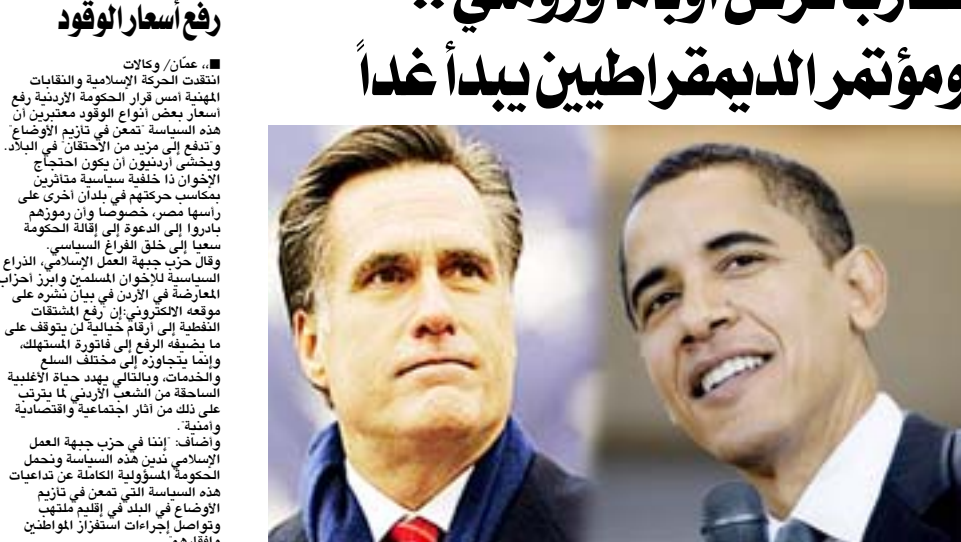 تقارب فرص أوباما ورومني ..
ومؤتمر الديمقراطيين يبدأ غداً
رفع أسعار الوقود
■،، عمّان/ وكالات
انتقدت الحركة الإسلامية والنقابات
المهنية أمس قرار الحكومة الأردنية رفع
أسعار بعض أنواع الوقود معتبرين أن
هذه السياسة "تمعن في تأزيم الأوضاع"
و"تدفع إلى مزيد من الاحتقان" في البلاد.
ويخشى أردنيون أن يكون احتجاج
الإخوان ذا خلفية سياسية متأثرين
بمكاسب حركتهم في بلدان أخرى على
رأسها مصر، خصوصا وأن رموزهم
بادروا إلى الدعوة إلى إقالة الحكومة
سعيا إلى خلق الفراغ السياسي.
وقال حزب جبهة العمل الإسلامي، الذراع
السياسية للإخوان المسلمين وابرز أحزاب
المعارضة في الأردن في بيان نشره على
موقعه الالكتروني:إن "رفع المشتقات
النفطية إلى أرقام خيالية لن يتوقف على
ما يضيفه الرفع إلى فاتورة المستهلك،
وإنما يتجاوزه إلى مختلف السلع
والخدمات، وبالتالي يهدد حياة الأغلبية
الساحقة من الشعب الأردني لما يترتب
على ذلك من آثار اجتماعية واقتصادية
وأمنية".
وأضاف: "إننا في حزب جبهة العمل
الإسلامي ندين هذه السياسة ونحمل
الحكومة المسؤولية الكاملة عن تداعيات
هذه السياسة التي تمعن في تأزيم
الأوضاع في البلد في إقليم ملتهب
وتواصل إجراءات استفزاز المواطنين
وإفقارهم"